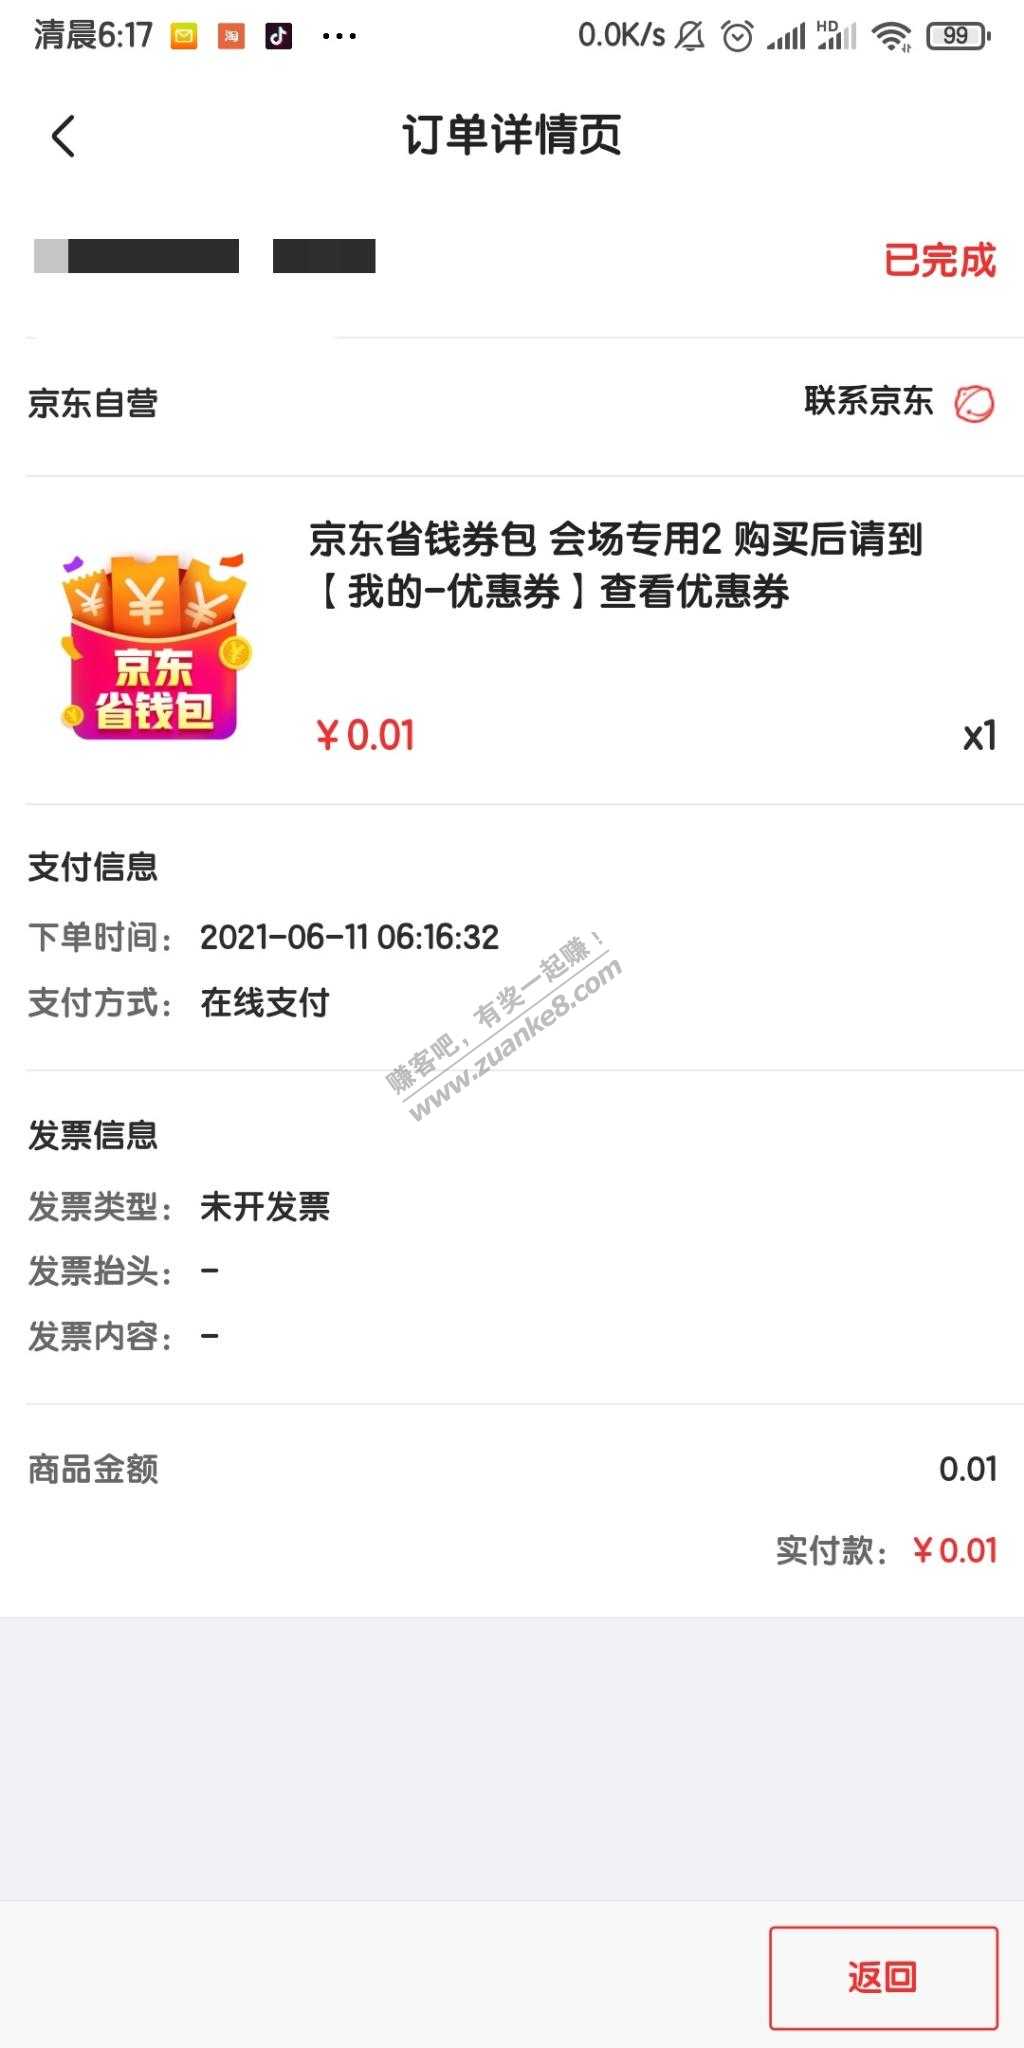 清晨6:17 淘 ... 0.0K/s HD 99
订单详情页
已完成
京东自营 联系京东
京东省钱券包 会场专用2 购买后请到
【我的-优惠券】查看优惠券
京东
省钱包
￥0.01 x1
支付信息
下单时间： 2021-06-11 06:16:32
支付方式： 在线支付
赚客吧，有奖一起赚！
www.zuanke8.com
发票信息
发票类型： 未开发票
发票抬头： -
发票内容： -
商品金额 0.01
实付款： ￥0.01
返回